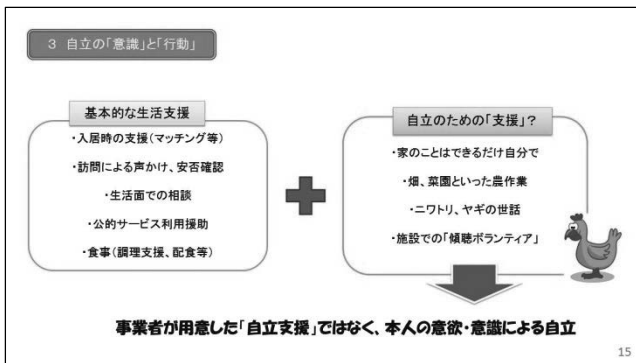 3 自立の「意識」と「行動」
基本的な生活支援
・入居時の支援(マッチング等)
・訪問による声かけ、安否確認
・生活面での相談
・公的サービス利用援助
・食事(調理支援、配食等)
自立のための「支援」?
・家のことはできるだけ自分で
・畑、菜園といった農作業
・ニワトリ、ヤギの世話
・施設での「傾聴ボランティア」
事業者が用意した「自立支援」ではなく、本人の意欲・意識による自立
15